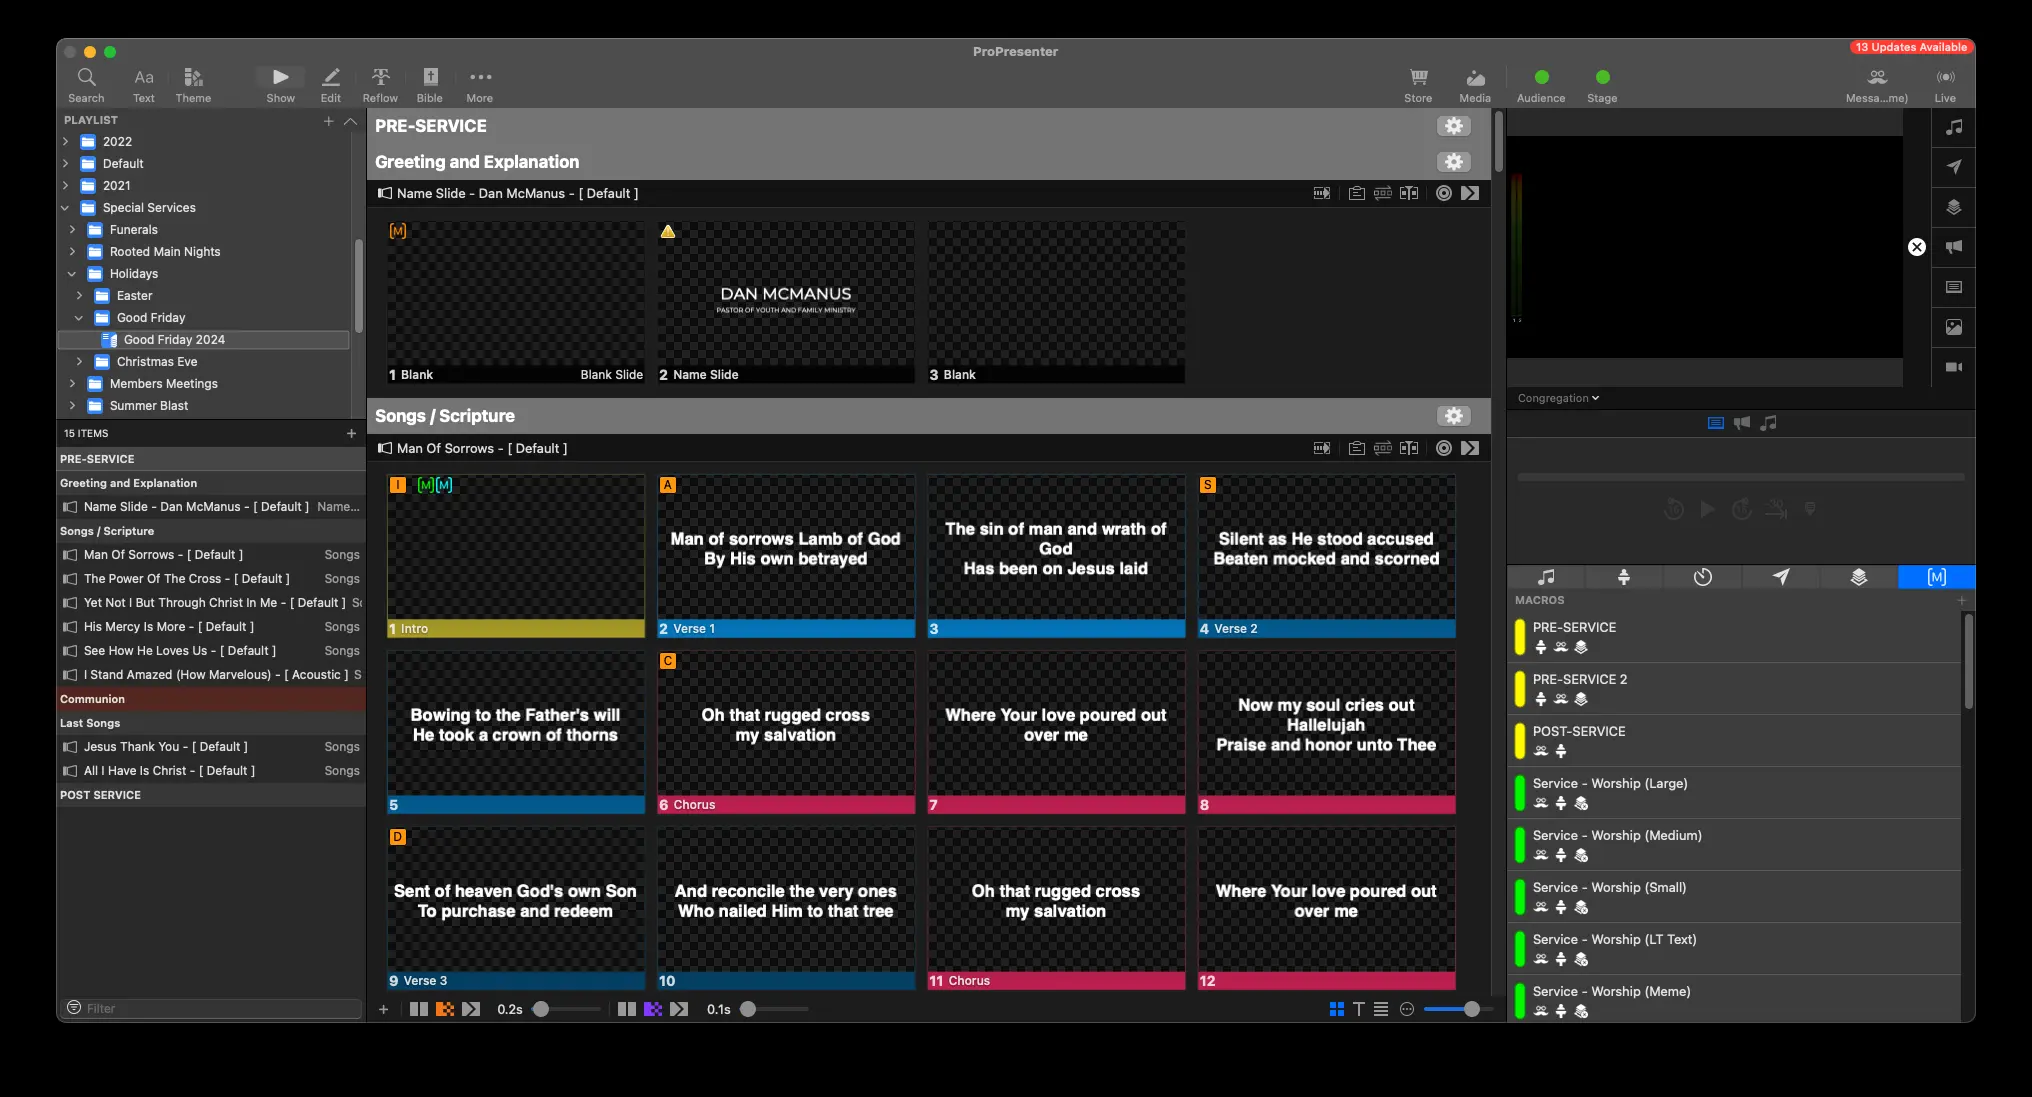 ProPresenter
13 Updates Available
Search
Aa
Text
Theme
Show
Edit
Reflow
Bible
More
Store
Media
Audience
Stage
Messa...me)
Live
PLAYLIST
2022
Default
2021
Special Services
Funerals
Rooted Main Nights
Holidays
Easter
Good Friday
Good Friday 2024
Christmas Eve
Members Meetings
Summer Blast
15 ITEMS
PRE-SERVICE
Greeting and Explanation
Name Slide - Dan McManus - [ Default ] Name...
Songs / Scripture
Man Of Sorrows - [ Default ] Songs
The Power Of The Cross - [ Default ] Songs
Yet Not I But Through Christ In Me - [ Default ] Sc
His Mercy Is More - [ Default ] Songs
See How He Loves Us - [ Default ] Songs
I Stand Amazed (How Marvelous) - [ Acoustic ] S
Communion
Last Songs
Jesus Thank You - [ Default ] Songs
All I Have Is Christ - [ Default ] Songs
POST SERVICE
Filter
PRE-SERVICE
Greeting and Explanation
Name Slide - Dan McManus - [ Default ]
[M]
DAN MCMANUS
PASTOR OF YOUTH AND FAMILY MINISTRY
1 Blank Blank Slide
2 Name Slide
3 Blank
Songs / Scripture
Man Of Sorrows - [ Default ]
I [M][M]
1 Intro
A
Man of sorrows Lamb of God
By His own betrayed
2 Verse 1
The sin of man and wrath of
God
Has been on Jesus laid
3
S
Silent as He stood accused
Beaten mocked and scorned
4 Verse 2
Bowing to the Father's will
He took a crown of thorns
5
C
Oh that rugged cross
my salvation
6 Chorus
Where Your love poured out
over me
7
Now my soul cries out
Hallelujah
Praise and honor unto Thee
8
D
Sent of heaven God's own Son
To purchase and redeem
9 Verse 3
And reconcile the very ones
Who nailed Him to that tree
10
Oh that rugged cross
my salvation
11 Chorus
Where Your love poured out
over me
12
0.2s
0.1s
Congregation
[M]
MACROS
PRE-SERVICE
PRE-SERVICE 2
POST-SERVICE
Service - Worship (Large)
Service - Worship (Medium)
Service - Worship (Small)
Service - Worship (LT Text)
Service - Worship (Meme)